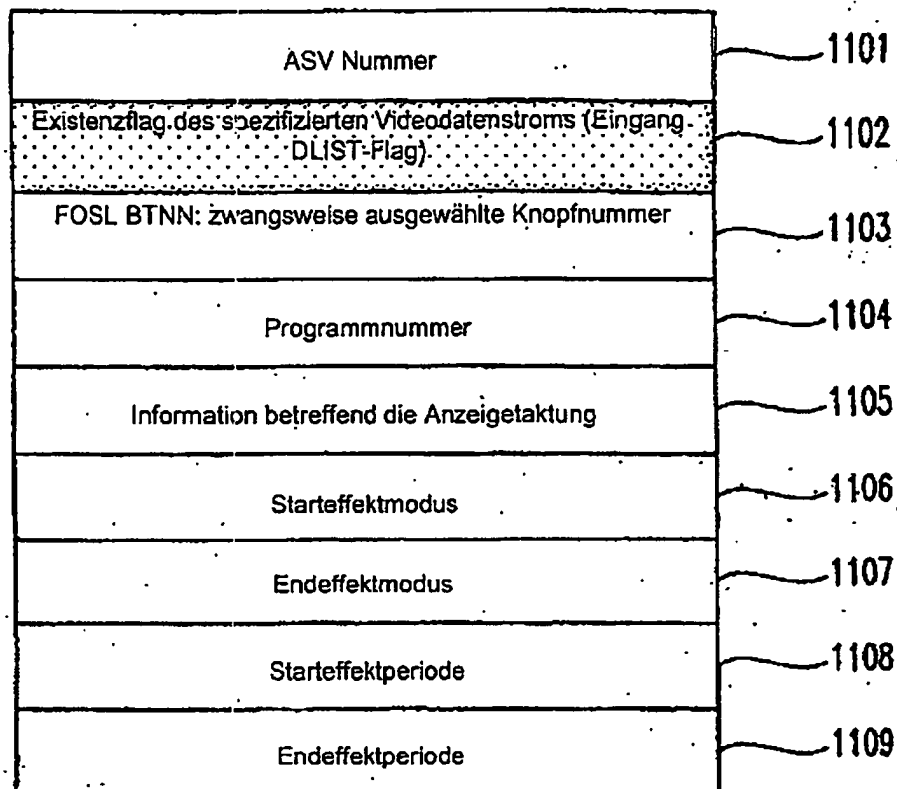 ASV Nummer
1101
Existenzflag des spezifizierten Videodatenstroms (Eingang
DLIST-Flag)
1102
FOSL BTNN: zwangsweise ausgewählte Knopfnummer
1103
Programmnummer
1104
Information betreffend die Anzeigetaktung
1105
Starteffektmodus
1106
Endeffektmodus
1107
Starteffektperiode
1108
Endeffektperiode
1109